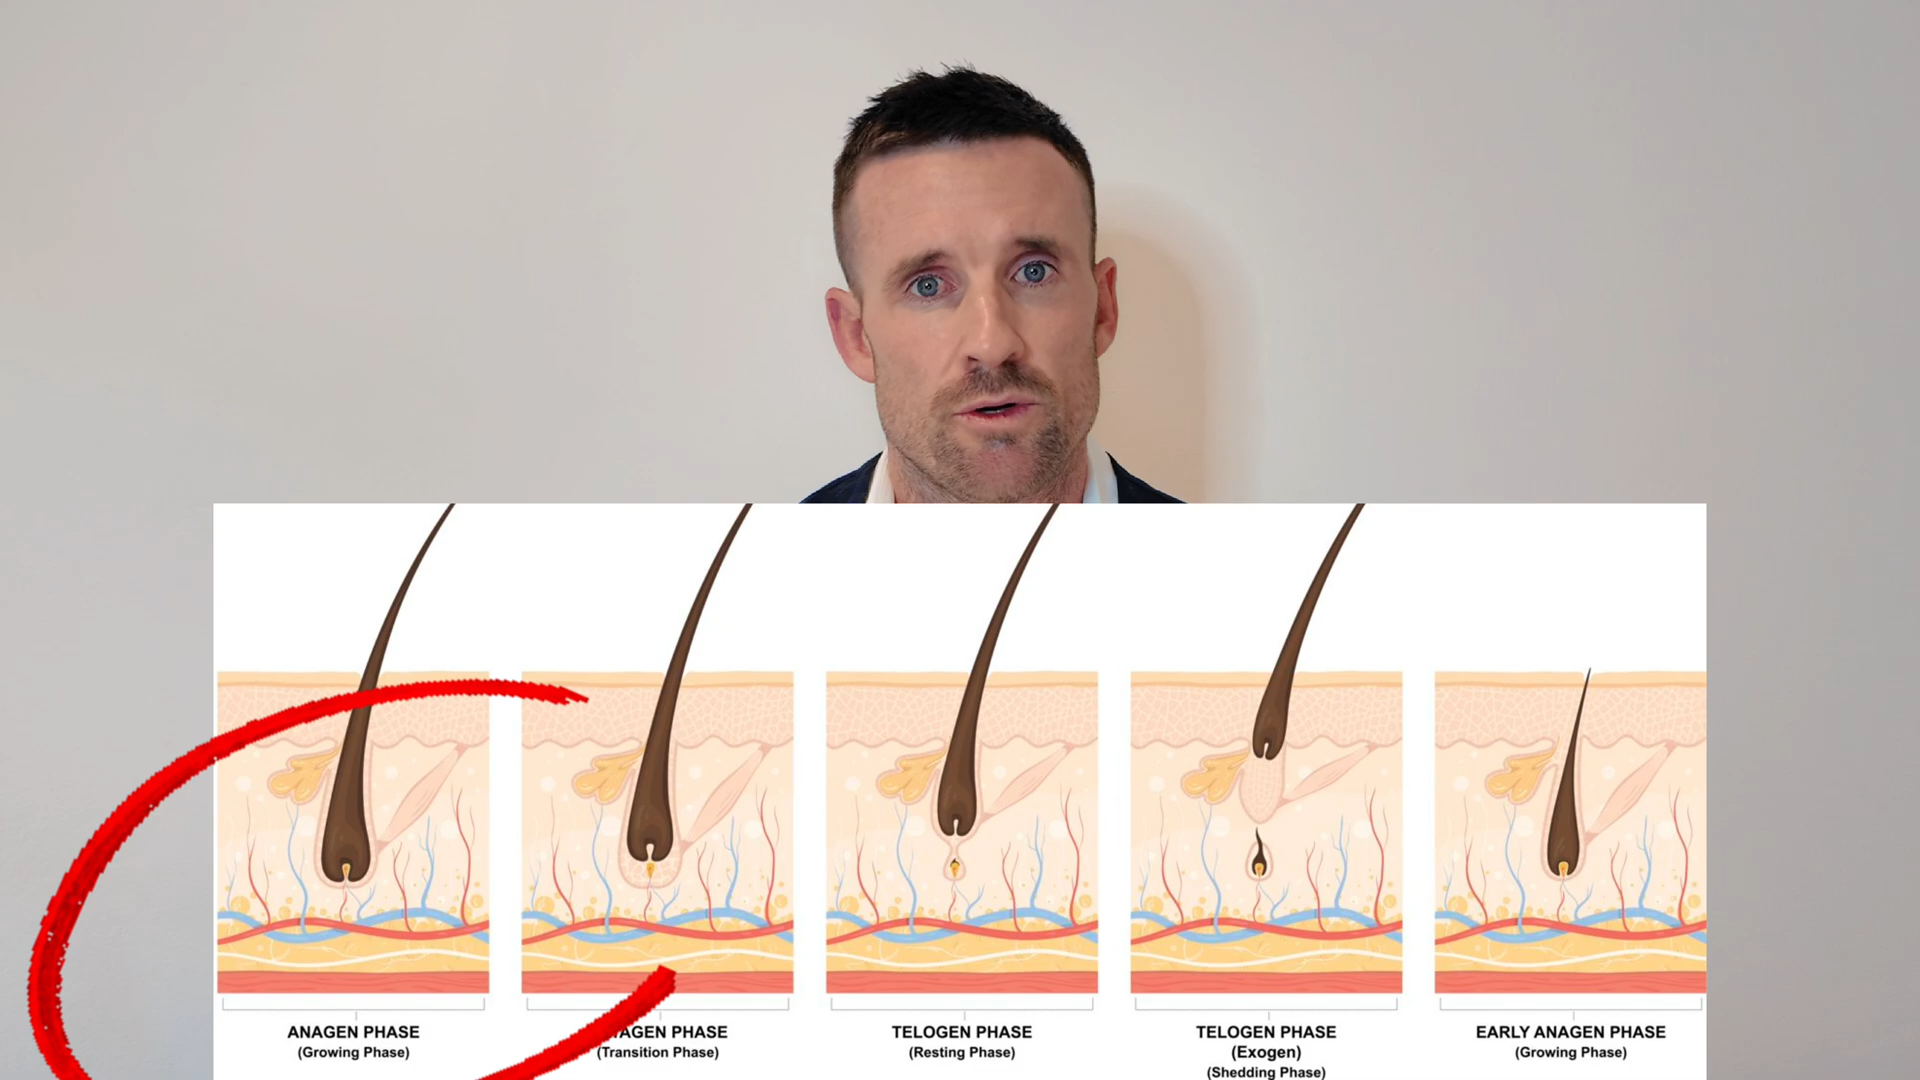 ANAGEN PHASE
(Growing Phase)
AGEN PHASE
(Transition Phase)
TELOGEN PHASE
(Resting Phase)
TELOGEN PHASE
(Exogen)
(Shedding Phase)
EARLY ANAGEN PHASE
(Growing Phase)